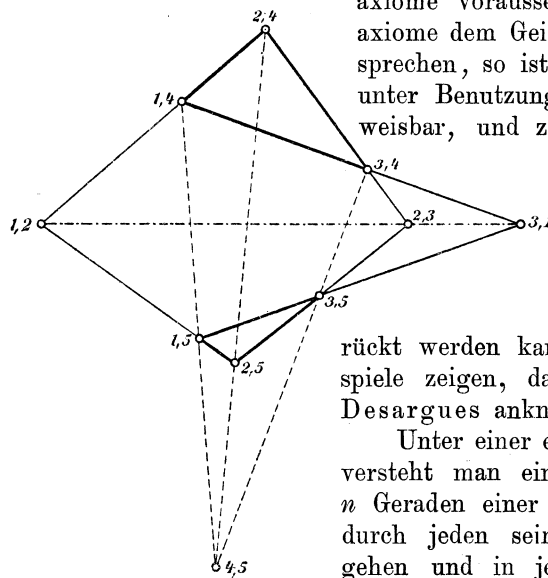 axiome vorausse
axiome dem Gei
sprechen, so ist
unter Benutzung
weisbar, und z
2,4
1,4
3,4
1,2
2,3
3,1
3,5
1,5
2,5
4,5
rückt werden kan
spiele zeigen, da
Desargues ankn
Unter einer e
versteht man ein
n Geraden einer
durch jeden sein
gehen und in je